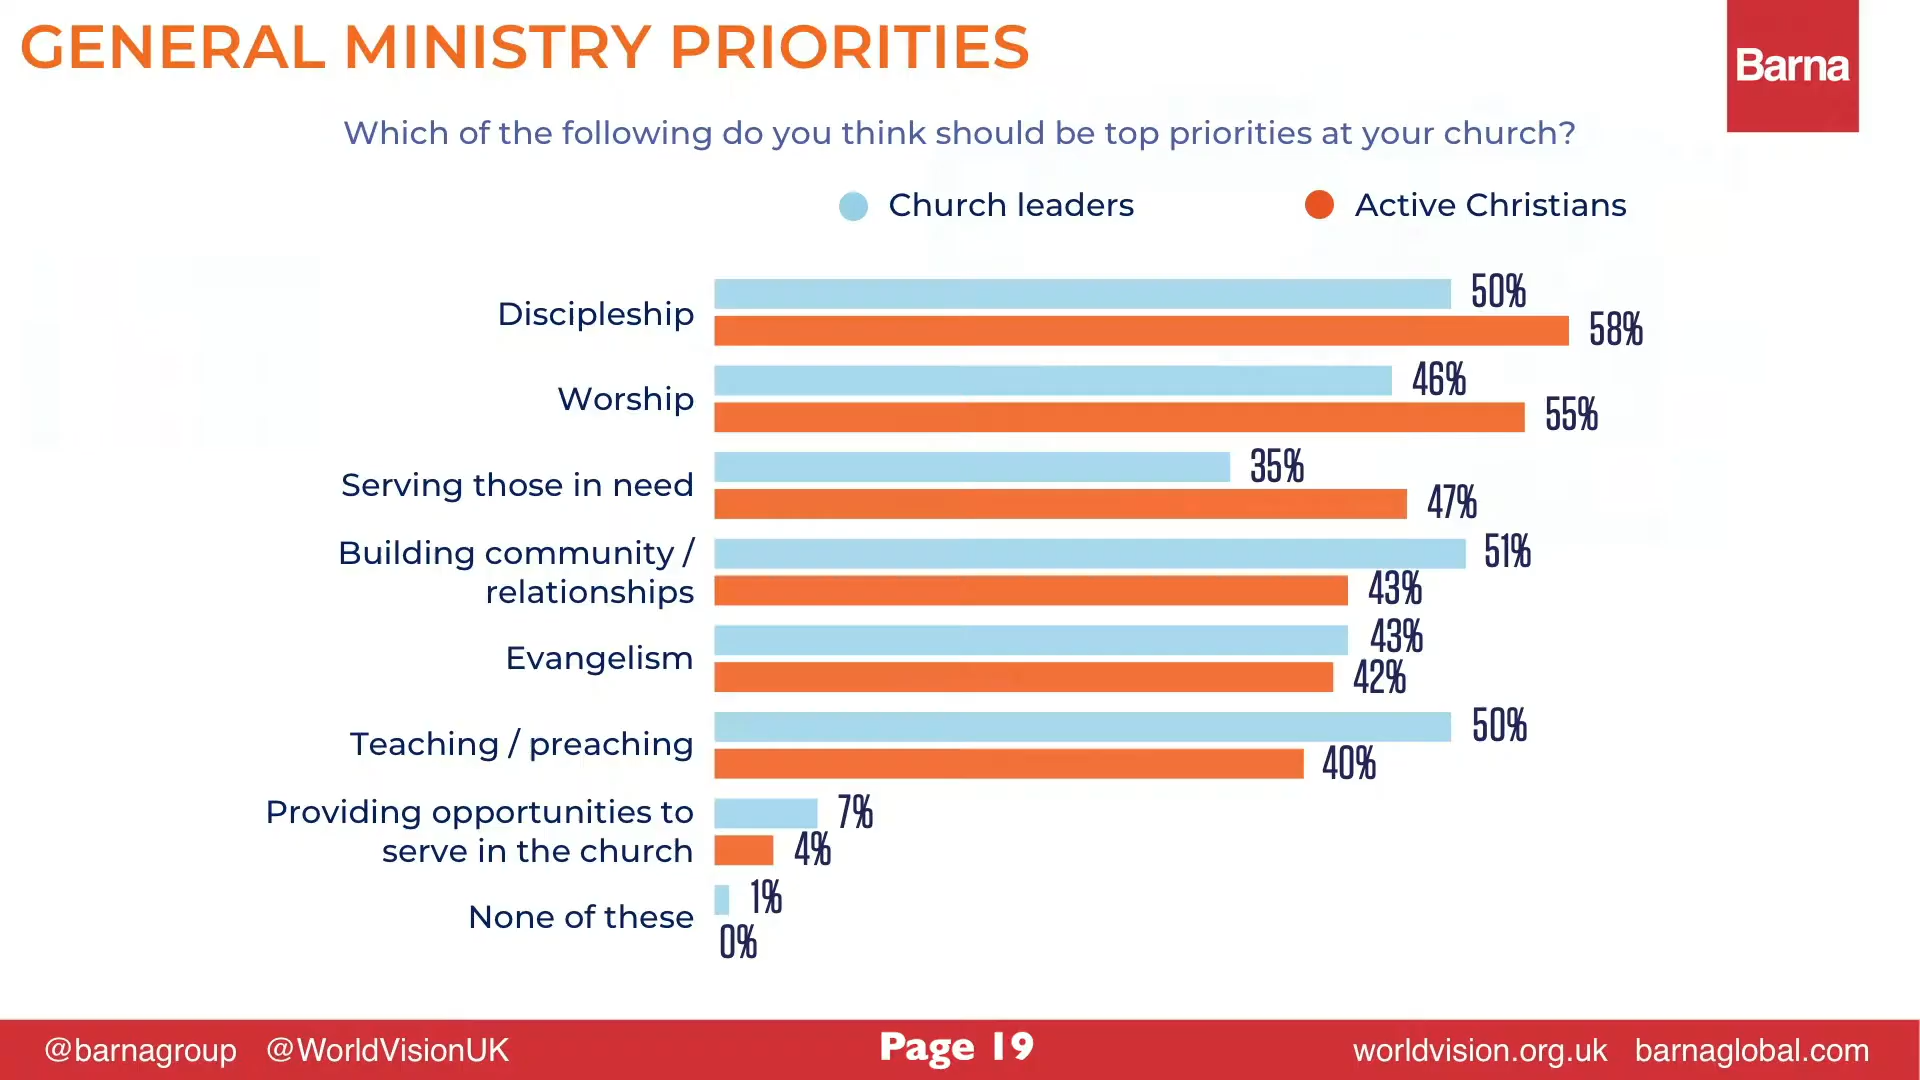 GENERAL MINISTRY PRIORITIES
Barna
Which of the following do you think should be top priorities at your church?
Church leaders
Active Christians
Discipleship
50%
58%
Worship
46%
55%
Serving those in need
35%
47%
Building community /
relationships
51%
43%
Evangelism
43%
42%
Teaching / preaching
50%
40%
Providing opportunities to
serve in the church
7%
4%
None of these
1%
0%
@barnagroup @WorldVisionUK
Page 19
worldvision.org.uk barnaglobal.com